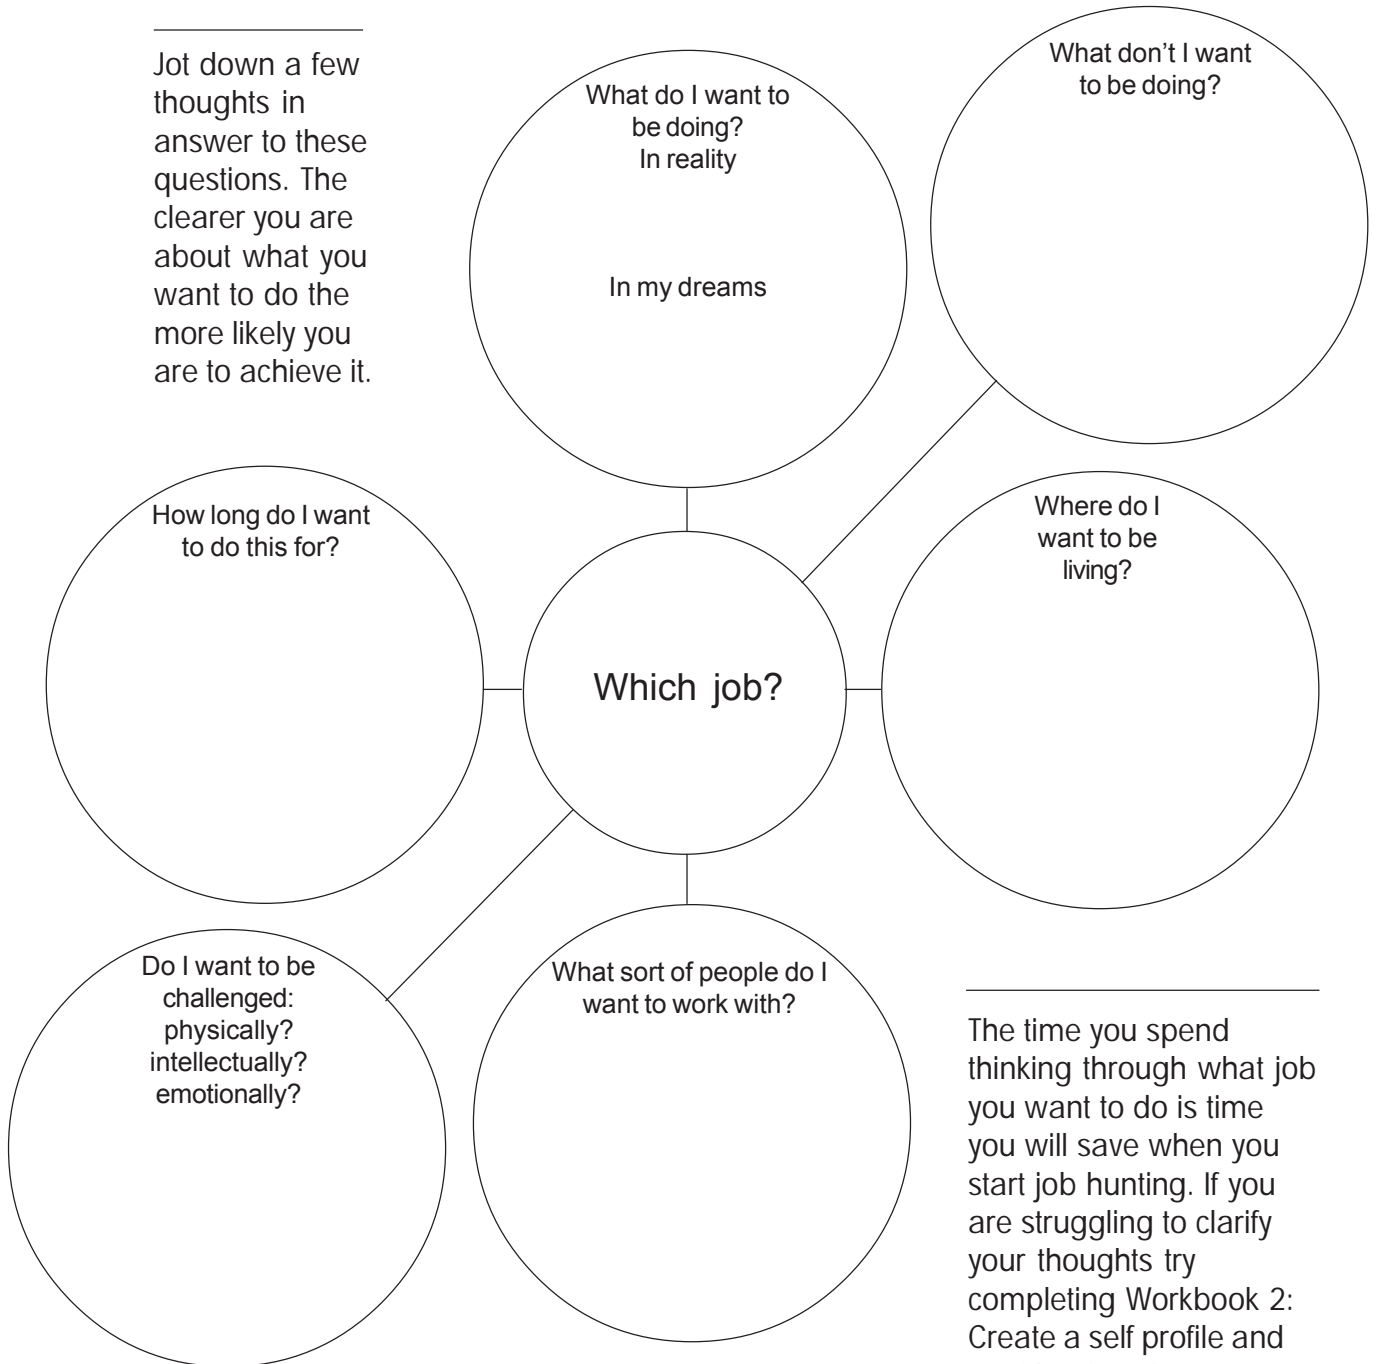 Jot down a few
thoughts in
answer to these
questions. The
clearer you are
about what you
want to do the
more likely you
are to achieve it.
What do I want to
be doing?
In reality
In my dreams
What don't I want
to be doing?
How long do I want
to do this for?
Which job?
Where do I
want to be
living?
Do I want to be
challenged:
physically?
intellectually?
emotionally?
What sort of people do I
want to work with?
The time you spend
thinking through what job
you want to do is time
you will save when you
start job hunting. If you
are struggling to clarify
your thoughts try
completing Workbook 2:
Create a self profile and